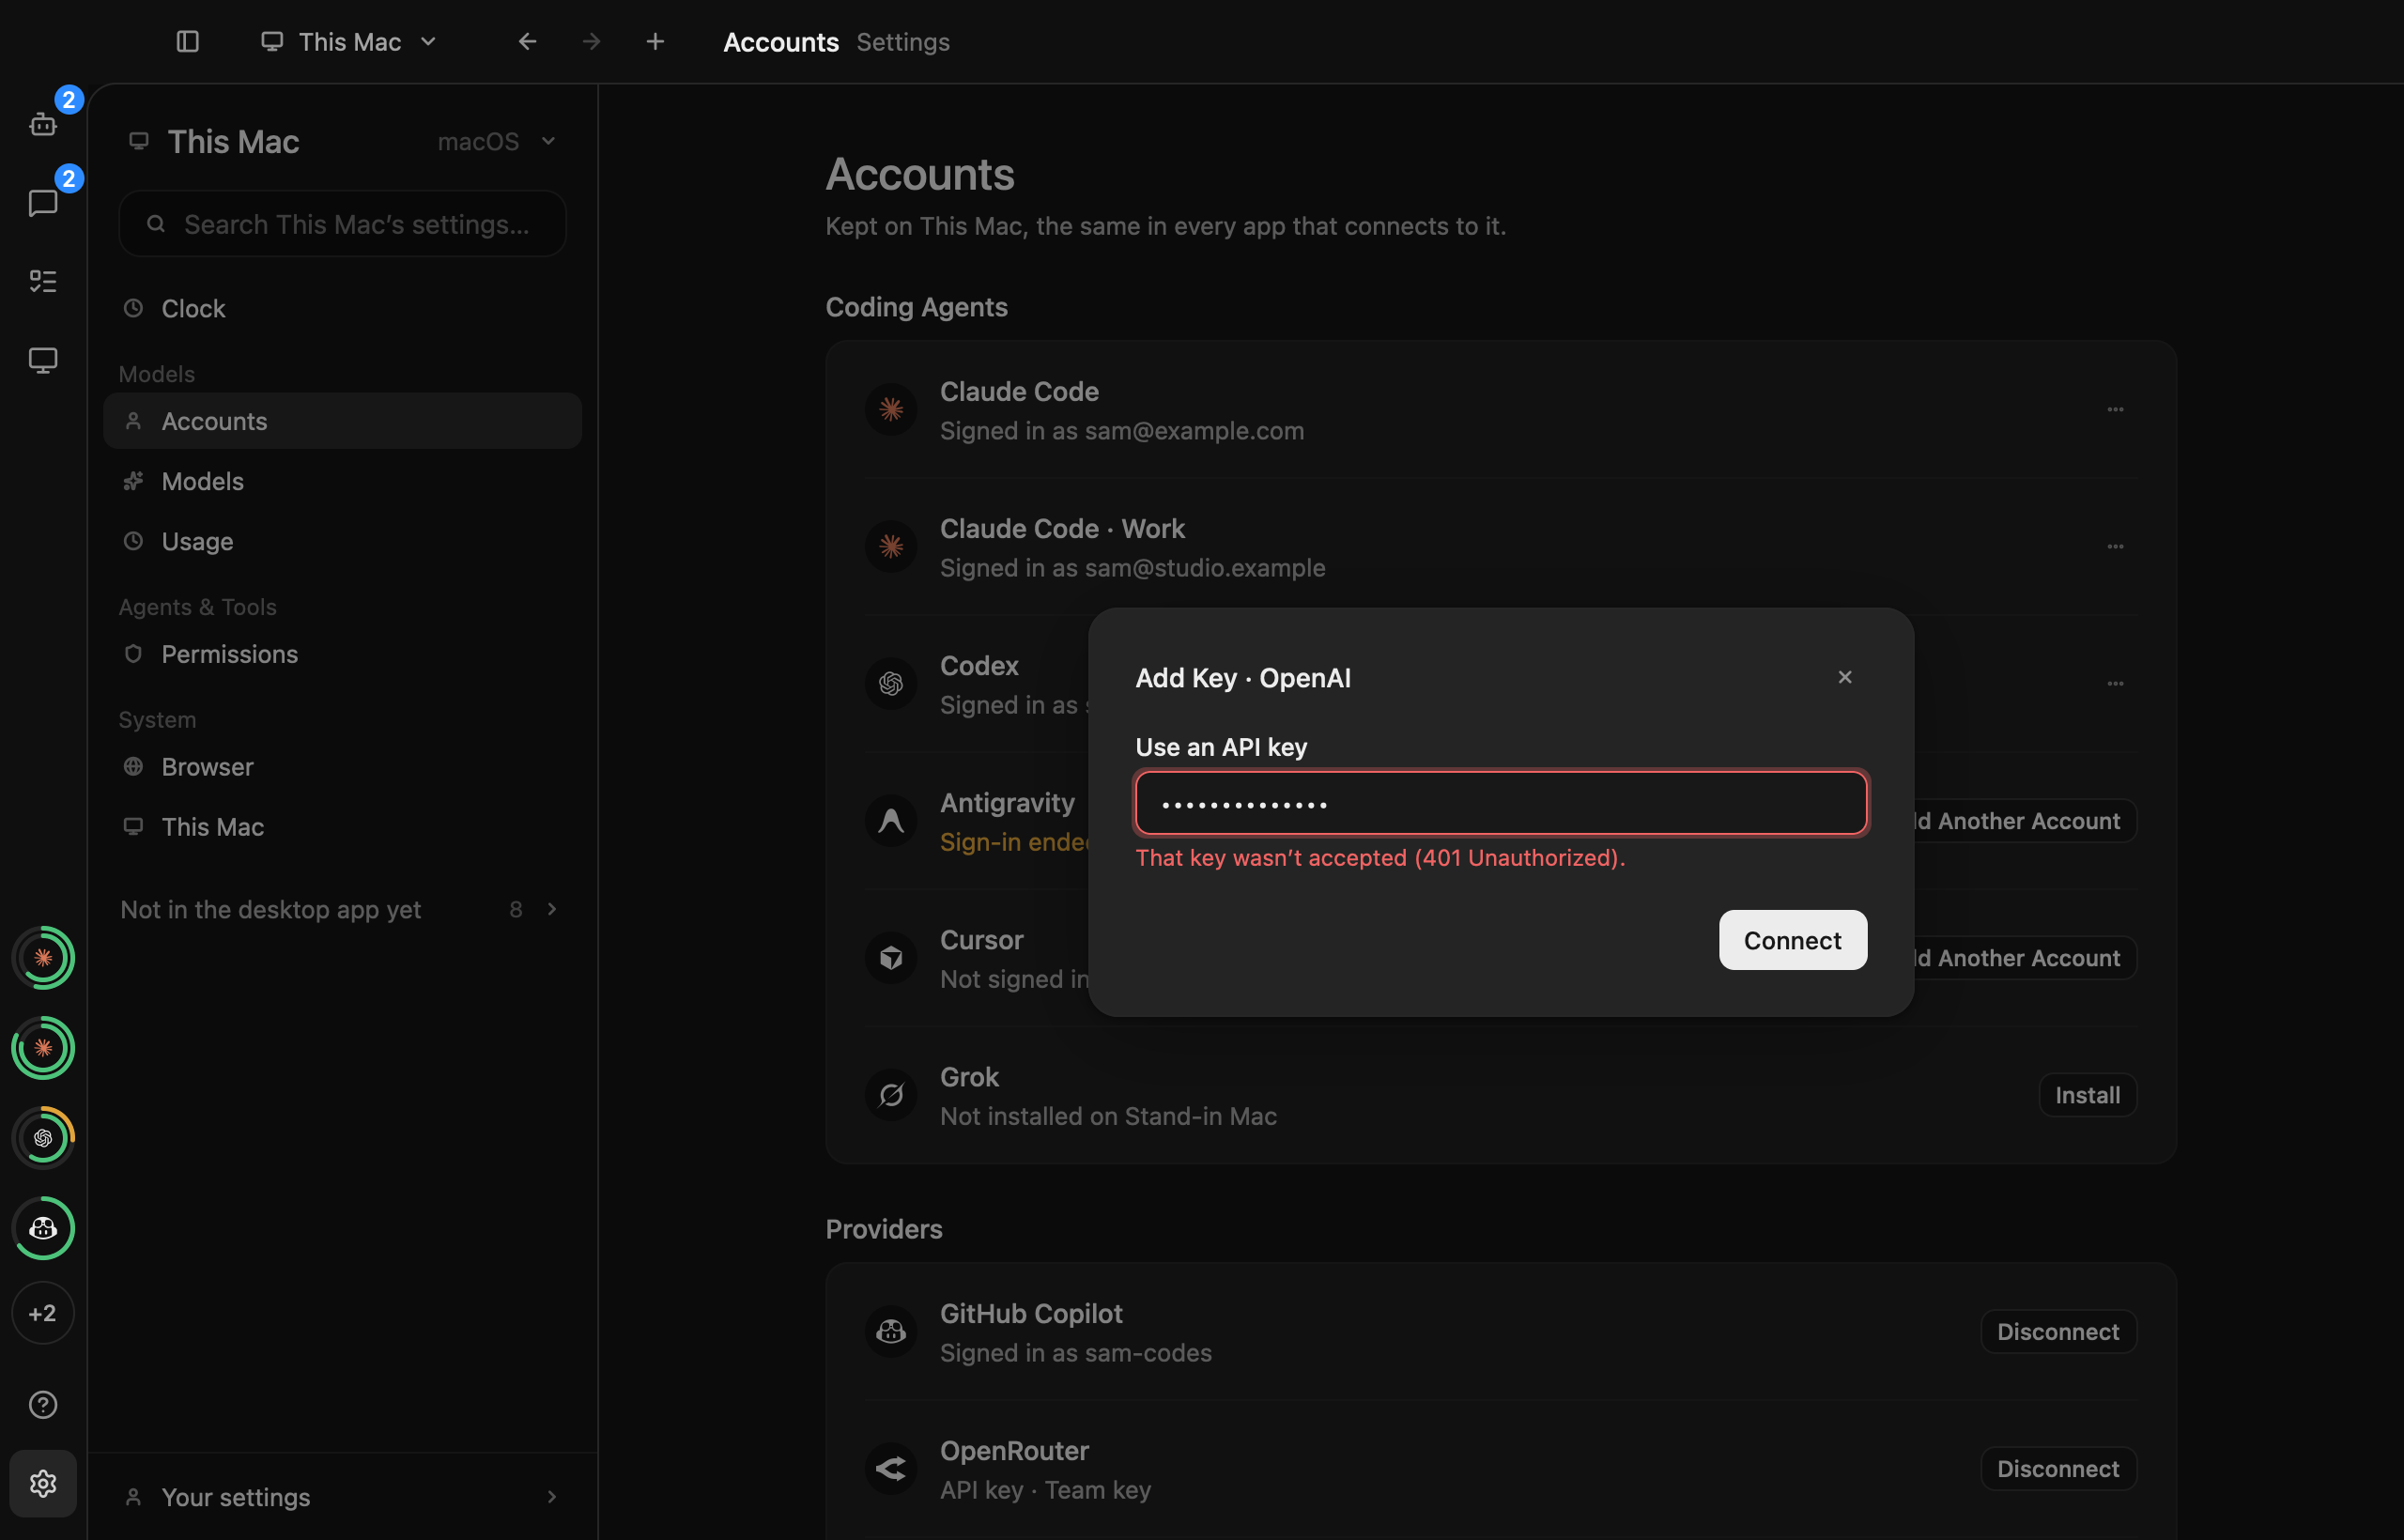 This Mac
Accounts Settings
2
2
This Mac
macOS
Search This Mac’s settings…
Clock
Models
Accounts
Models
Usage
Agents & Tools
Permissions
System
Browser
This Mac
Not in the desktop app yet
8
+2
Your settings
Accounts
Kept on This Mac, the same in every app that connects to it.
Coding Agents
Claude Code
Signed in as sam@example.com
Claude Code · Work
Signed in as sam@studio.example
Codex
Signed in as
Antigravity
Sign-in ended
Another Account
Cursor
Not signed in
Another Account
Grok
Not installed on Stand-in Mac
Install
Add Key · OpenAI
Use an API key
••••••••••••••
That key wasn’t accepted (401 Unauthorized).
Connect
Providers
GitHub Copilot
Signed in as sam-codes
Disconnect
OpenRouter
API key · Team key
Disconnect